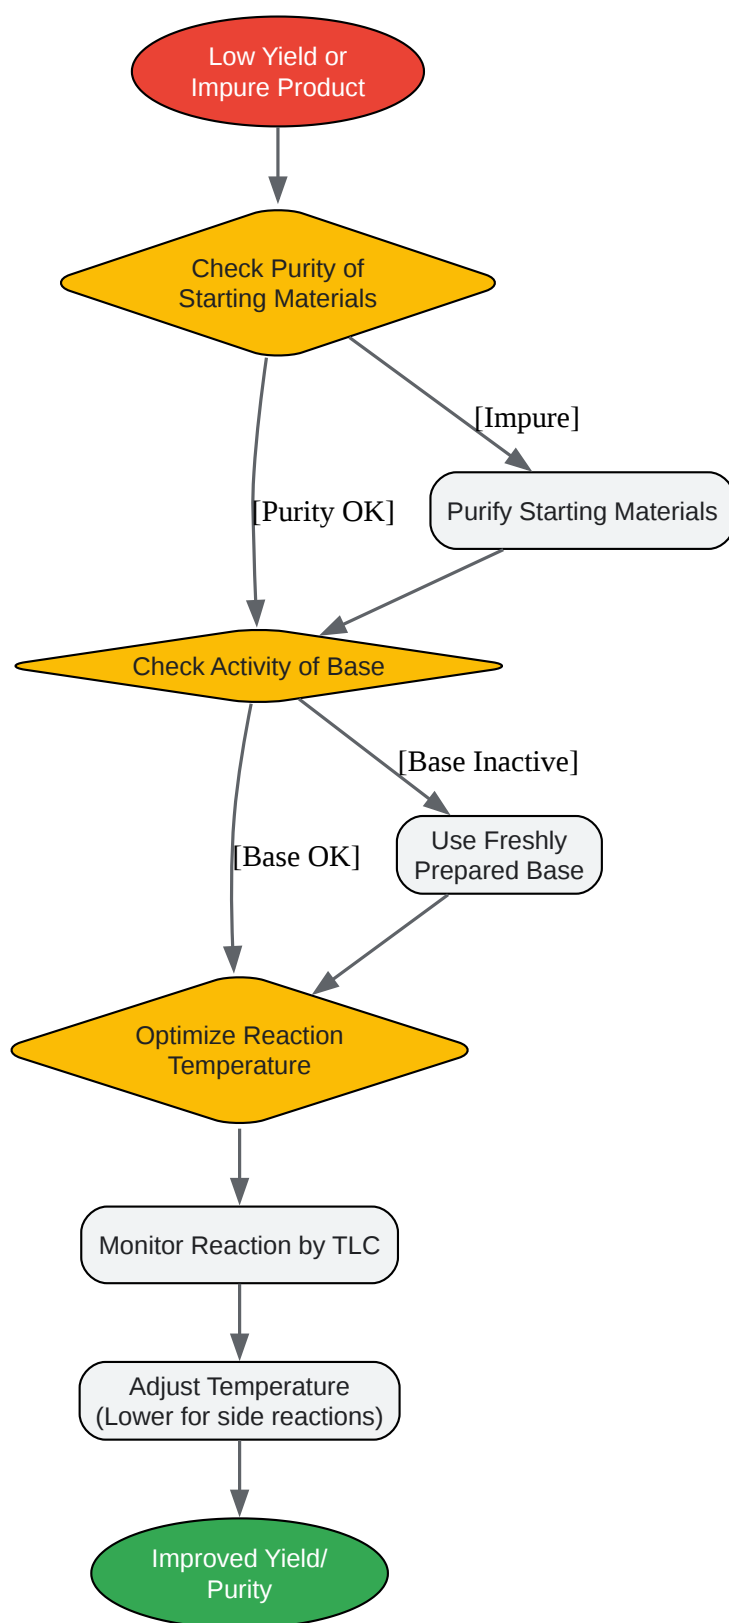 Low Yield or
Impure Product
Check Purity of
Starting Materials
[Impure]
[Purity OK]
Purify Starting Materials
Check Activity of Base
[Base Inactive]
[Base OK]
Use Freshly
Prepared Base
Optimize Reaction
Temperature
Monitor Reaction by TLC
Adjust Temperature
(Lower for side reactions)
Improved Yield/
Purity